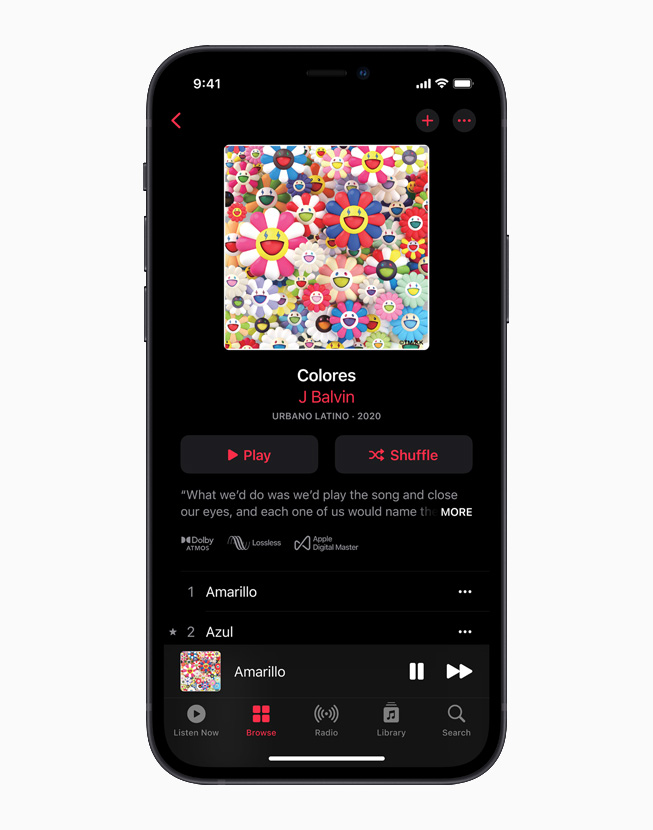 9:41
Colores
J Balvin
URBANO LATINO · 2020
Play
Shuffle
“What we’d do was we’d play the song and close
our eyes, and each one of us would name the MORE
Dolby
ATMOS
Lossless
Apple
Digital Master
1 Amarillo
2 Azul
Amarillo
Listen Now
Browse
Radio
Library
Search